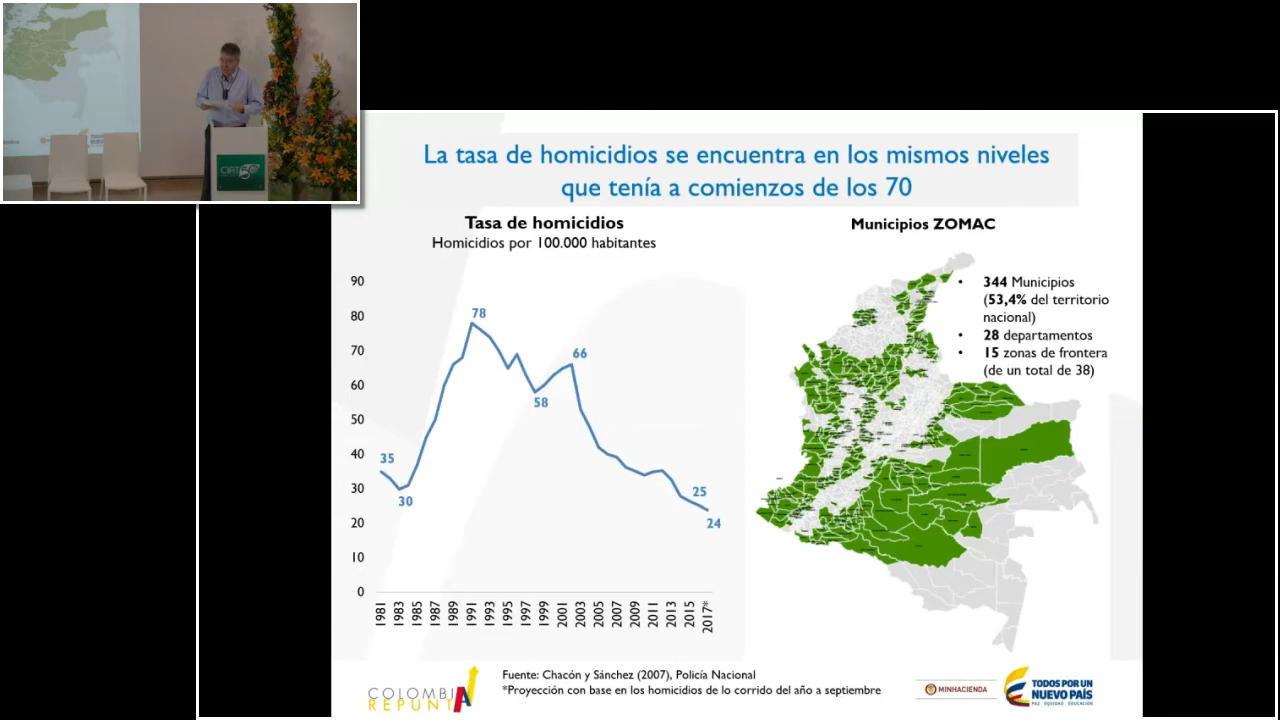 CIAT 50
La tasa de homicidios se encuentra en los mismos niveles
que tenía a comienzos de los 70
Tasa de homicidios
Homicidios por 100.000 habitantes
90
80
70
60
50
40
30
20
10
0
78
66
58
35
30
25
24
1981
1983
1985
1987
1989
1991
1993
1995
1997
1999
2001
2003
2005
2007
2009
2011
2013
2015
2017*
Municipios ZOMAC
• 344 Municipios
(53,4% del territorio
nacional)
• 28 departamentos
• 15 zonas de frontera
(de un total de 38)
COLOMBIA
REPUNTA
Fuente: Chacón y Sánchez (2007), Policía Nacional
*Proyección con base en los homicidios de lo corrido del año a septiembre
MINHACIENDA
TODOS POR UN
NUEVO PAÍS
PAZ EQUIDAD EDUCACIÓN